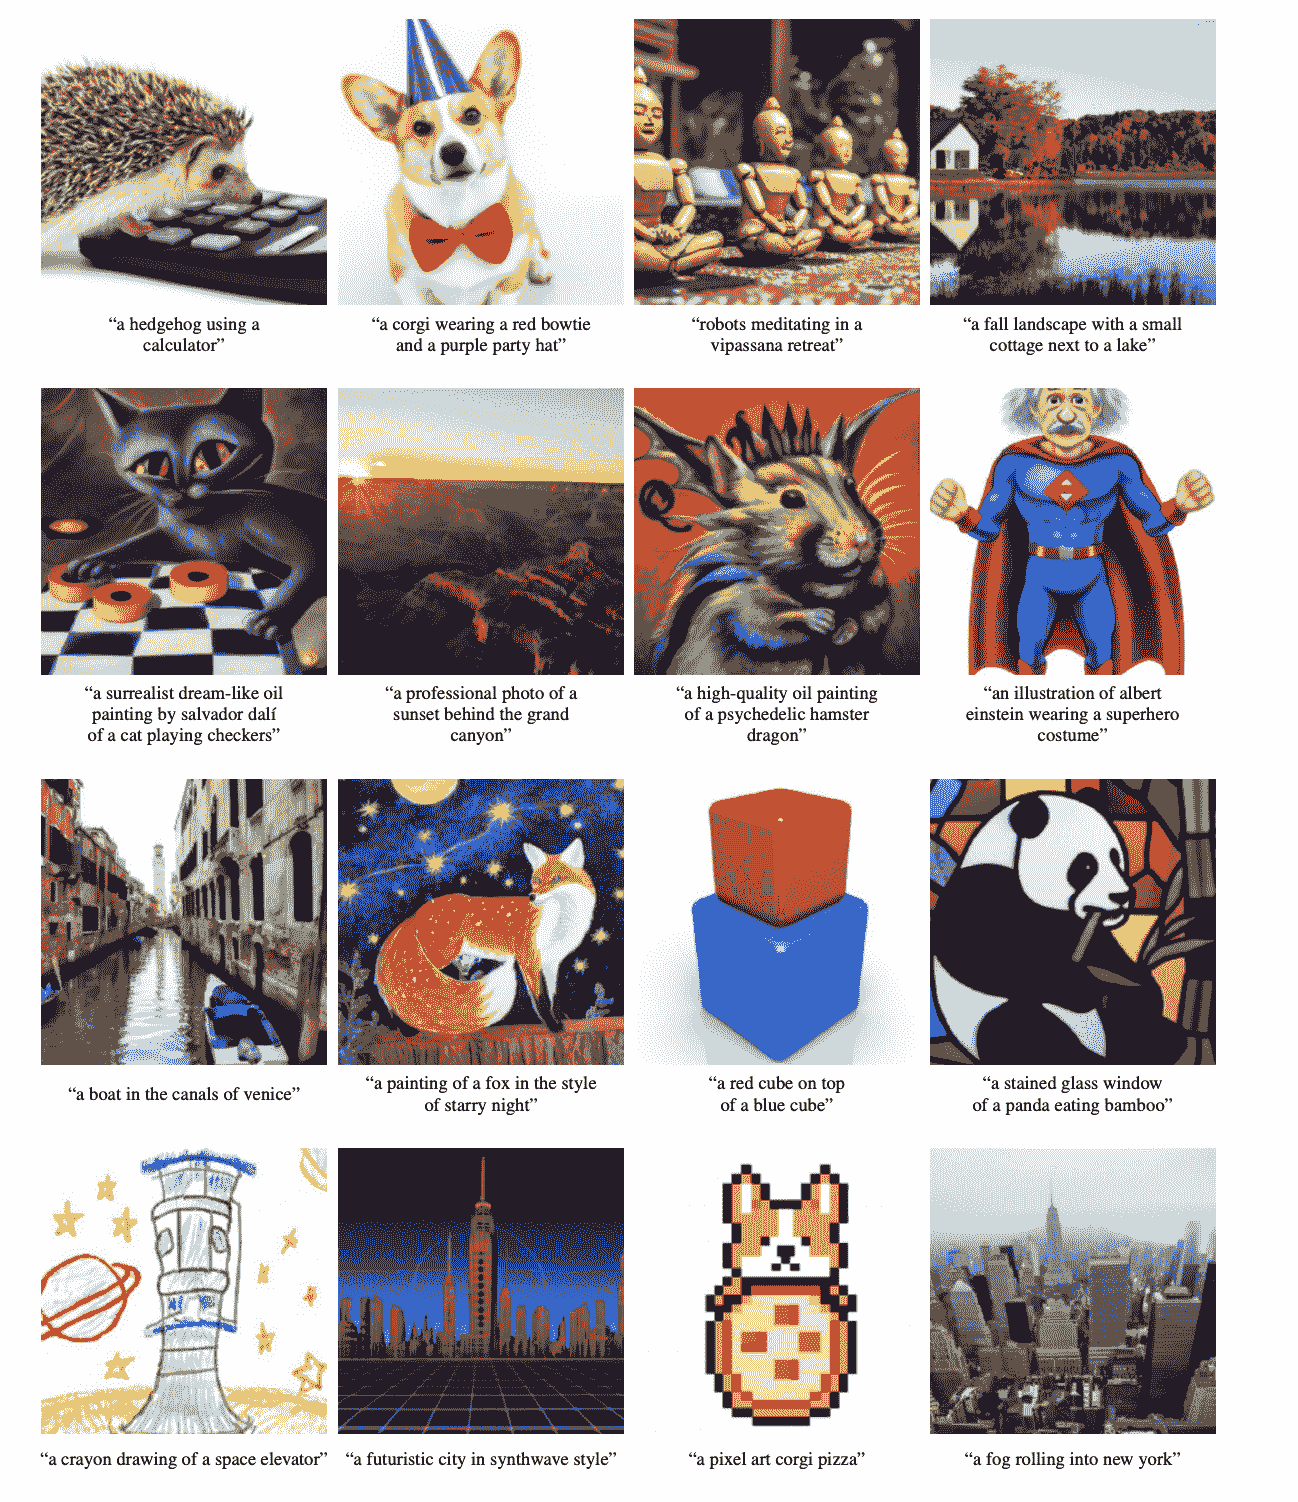 “a hedgehog using a
calculator”
“a corgi wearing a red bowtie
and a purple party hat”
“robots meditating in a
vipassana retreat”
“a fall landscape with a small
cottage next to a lake”
“a surrealist dream-like oil
painting by salvador dalí
of a cat playing checkers”
“a professional photo of a
sunset behind the grand
canyon”
“a high-quality oil painting
of a psychedelic hamster
dragon”
“an illustration of albert
einstein wearing a superhero
costume”
“a boat in the canals of venice”
“a painting of a fox in the style
of starry night”
“a red cube on top
of a blue cube”
“a stained glass window
of a panda eating bamboo”
“a crayon drawing of a space elevator”
“a futuristic city in synthwave style”
“a pixel art corgi pizza”
“a fog rolling into new york”